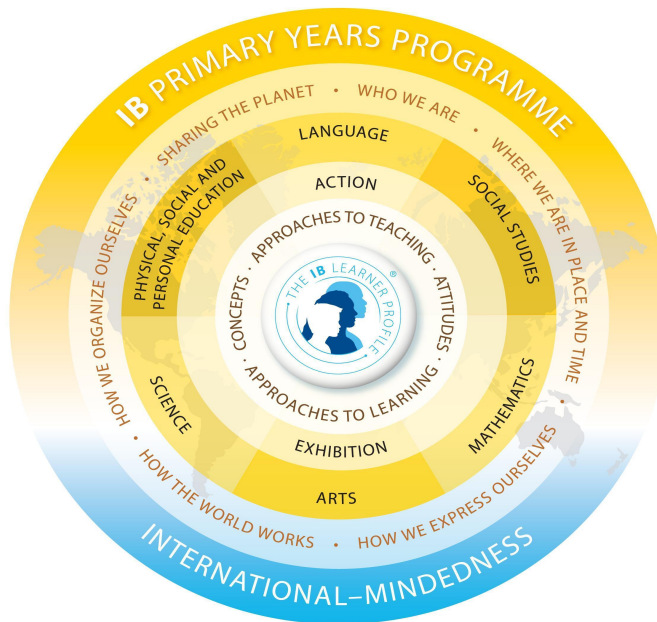 IB PRIMARY YEARS PROGRAMME
SHARING THE PLANET • WHO WE ARE • WHERE WE ARE IN PLACE AND TIME • HOW WE EXPRESS OURSELVES • HOW THE WORLD WORKS • HOW WE ORGANIZE OURSELVES •
LANGUAGE
SOCIAL STUDIES
MATHEMATICS
ARTS
SCIENCE
PHYSICAL, SOCIAL AND
PERSONAL EDUCATION
ACTION
EXHIBITION
APPROACHES TO TEACHING · ATTITUDES · APPROACHES TO LEARNING · CONCEPTS ·
• THE IB LEARNER PROFILE •
®
INTERNATIONAL–MINDEDNESS